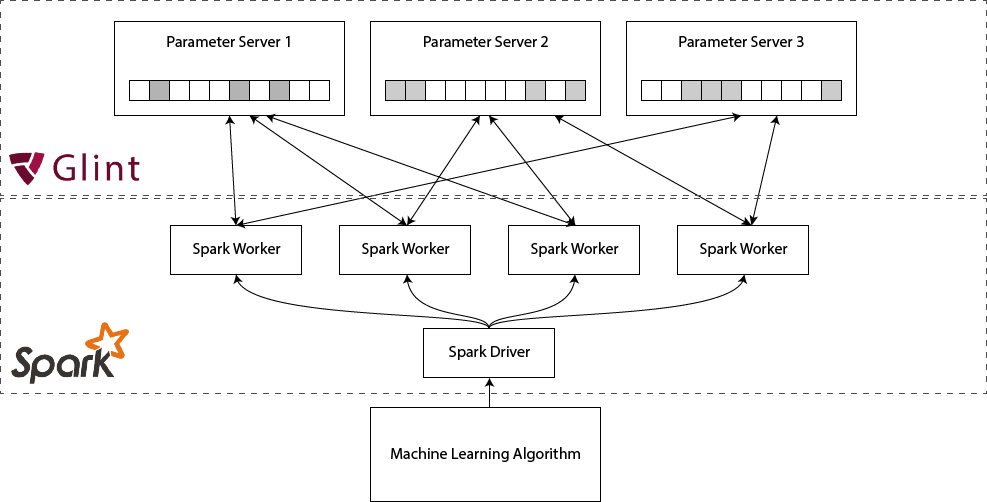 Parameter Server 1
Parameter Server 2
Parameter Server 3
Glint
Spark Worker
Spark Worker
Spark Worker
Spark Worker
Spark
Spark Driver
Machine Learning Algorithm